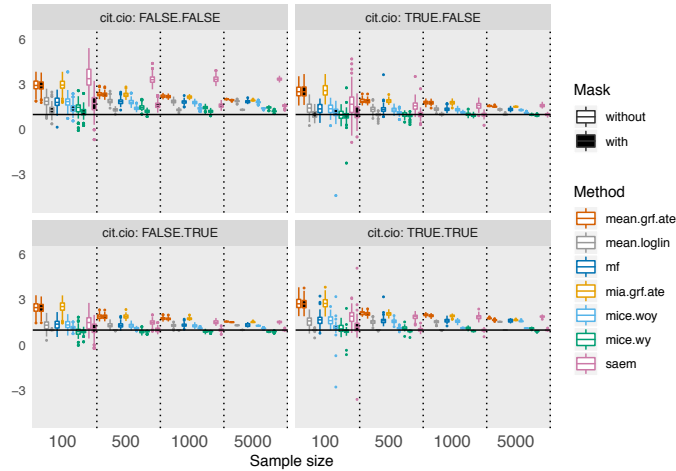 cit.cio: FALSE.FALSE
cit.cio: TRUE.FALSE
6
3
0
−3
cit.cio: FALSE.TRUE
cit.cio: TRUE.TRUE
6
3
0
−3
100 500 1000 5000 100 500 1000 5000
Sample size
Mask
without
with
Method
mean.grf.ate
mean.loglin
mf
mia.grf.ate
mice.woy
mice.wy
saem